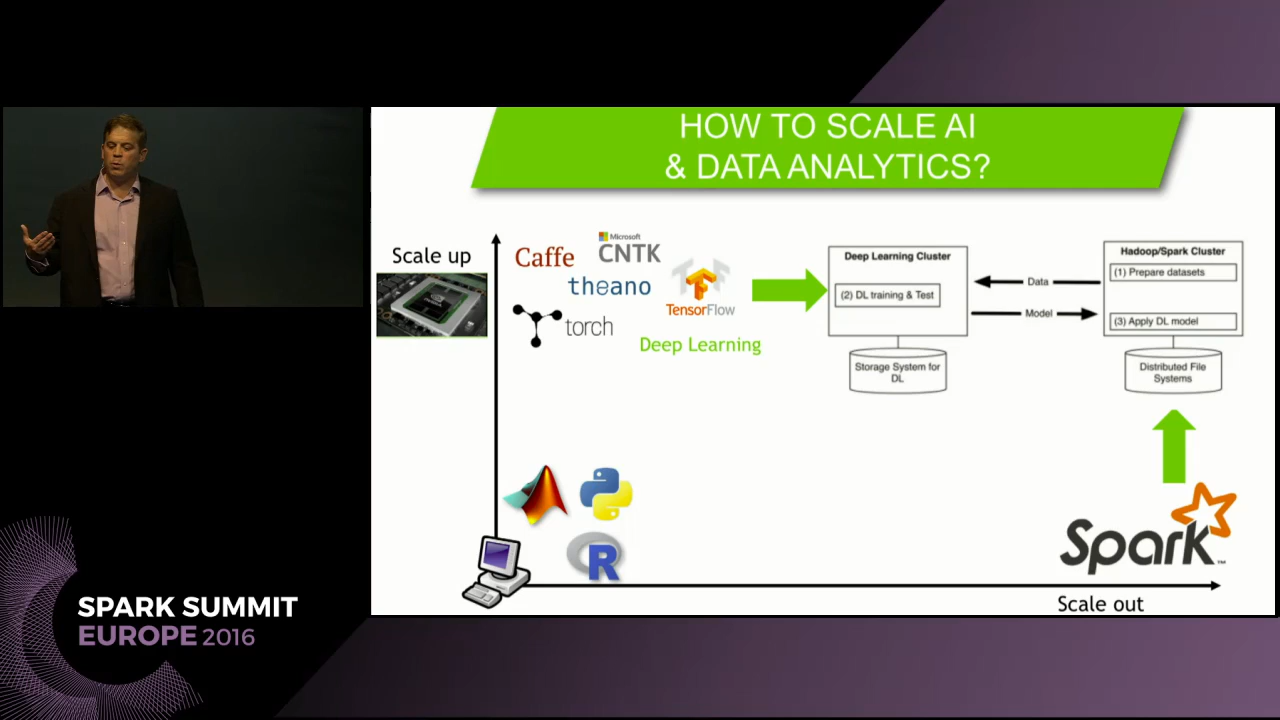 HOW TO SCALE AI
& DATA ANALYTICS?
Scale up
Caffe
Microsoft
CNTK
theano
TensorFlow
torch
Deep Learning
Deep Learning Cluster
(2) DL training & Test
Storage System for
DL
Data
Model
Hadoop/Spark Cluster
(1) Prepare datasets
(3) Apply DL model
Distributed File
Systems
R
Spark™
Scale out
SPARK SUMMIT
EUROPE 2016